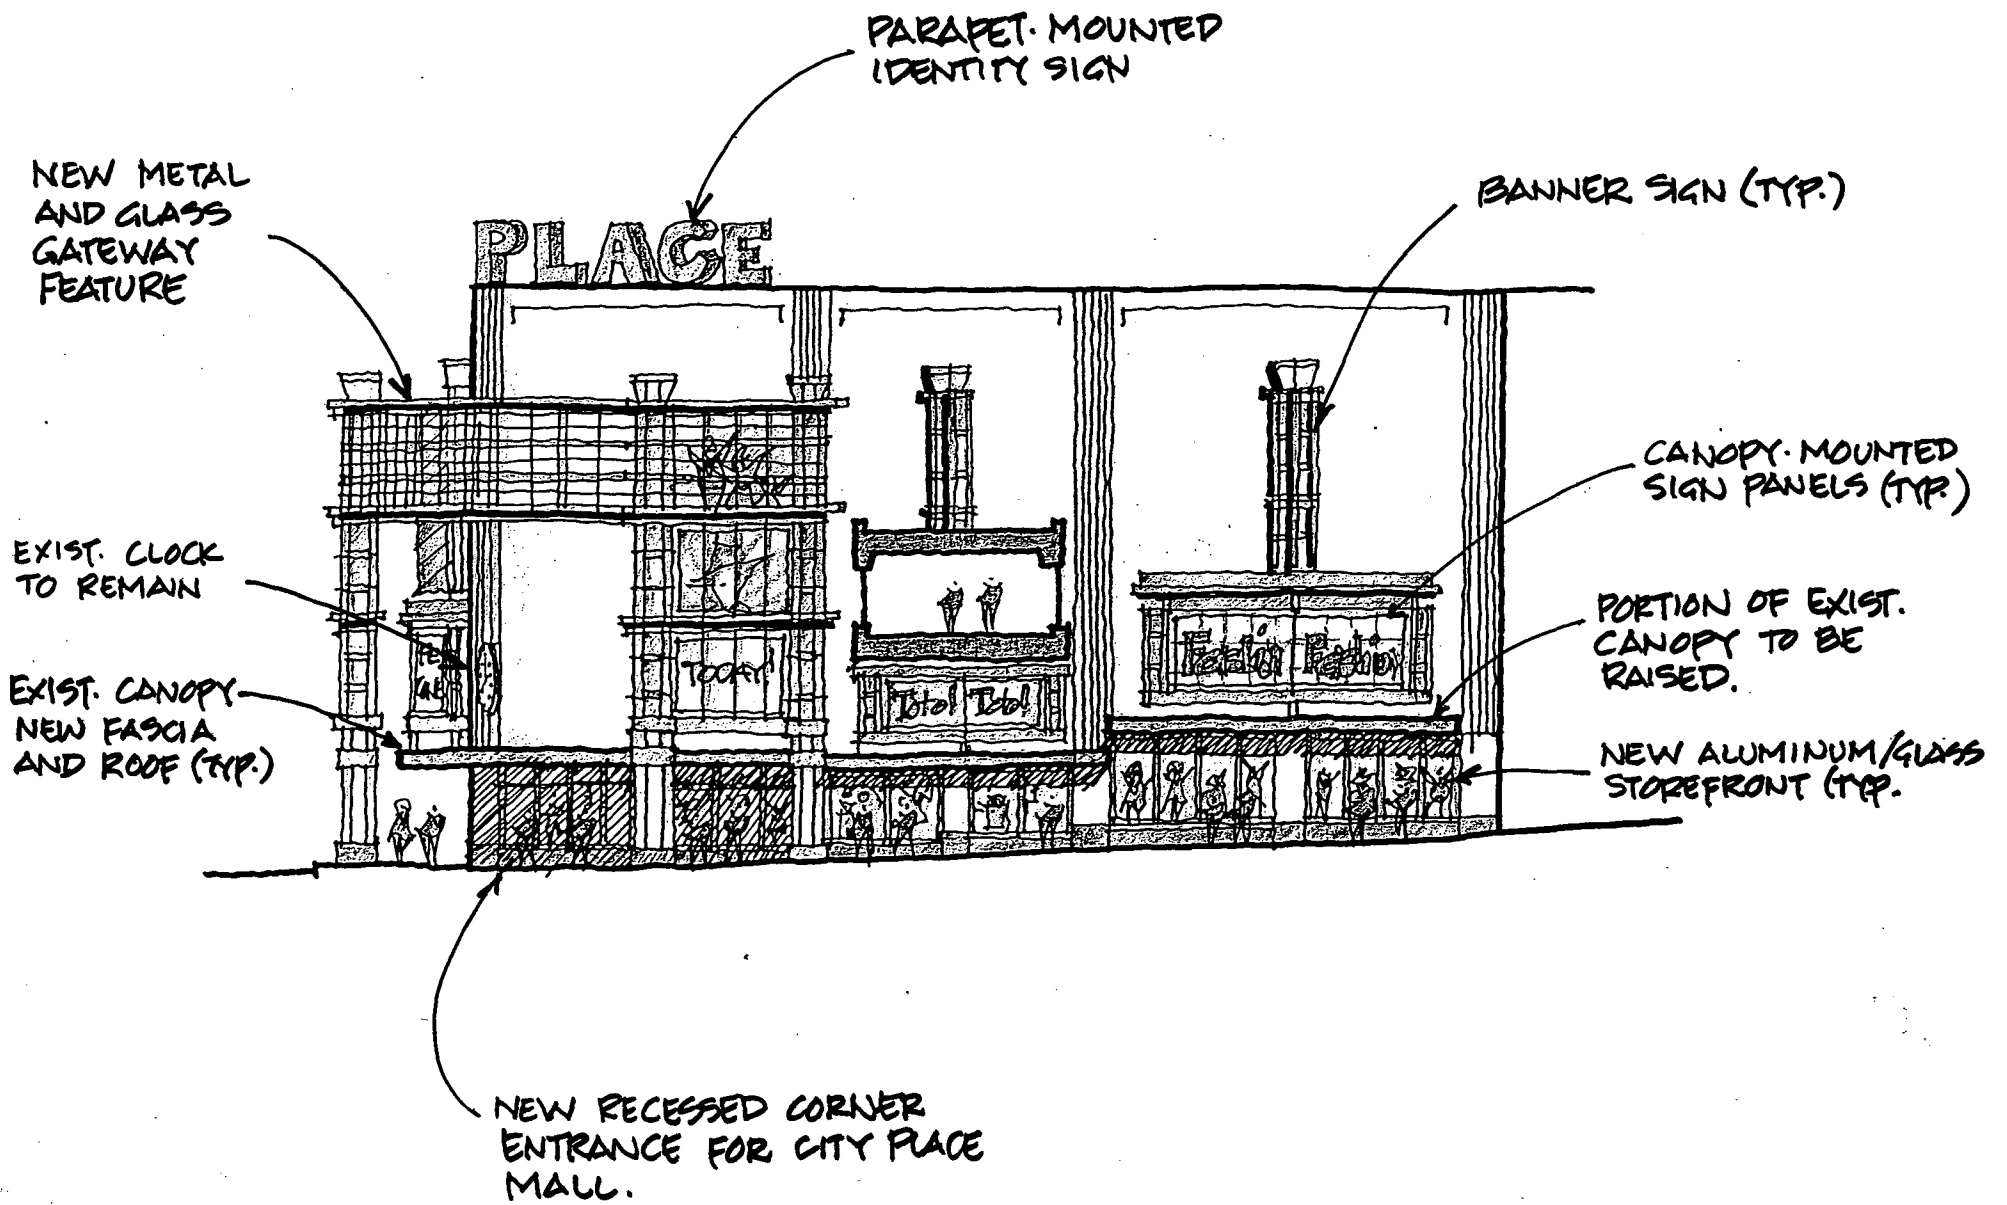 PARAPET-MOUNTED
IDENTITY SIGN
NEW METAL
AND GLASS
GATEWAY
FEATURE
BANNER SIGN (TYP.)
PLACE
CANOPY-MOUNTED
SIGN PANELS (TYP.)
EXIST. CLOCK
TO REMAIN
PORTION OF EXIST.
CANOPY TO BE
RAISED.
TODAY!
EXIST. CANOPY
NEW FASCIA
AND ROOF (TYP.)
NEW ALUMINUM/GLASS
STOREFRONT (TYP.
NEW RECESSED CORNER
ENTRANCE FOR CITY PLACE
MALL.